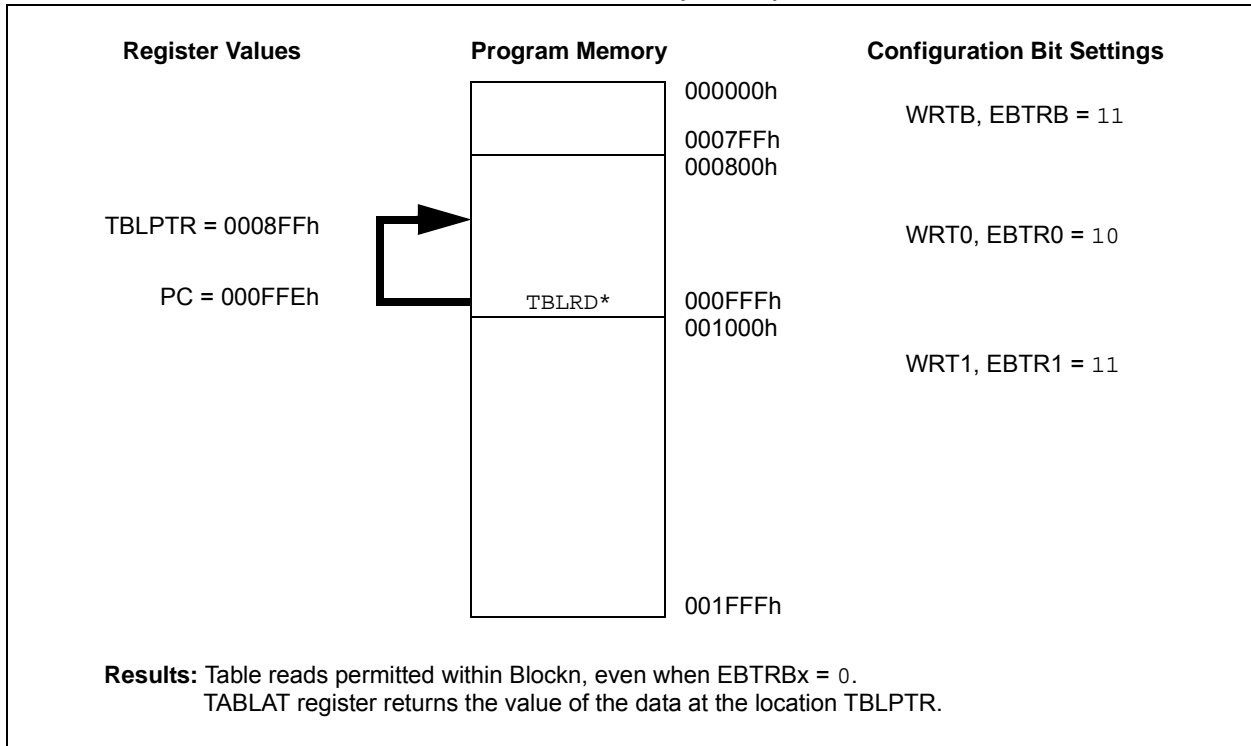 Register Values
Program Memory
Configuration Bit Settings
000000h
WRTB, EBTRB = 11
0007FFh
000800h
TBLPTR = 0008FFh
WRT0, EBTR0 = 10
PC = 000FFEh
TBLRD*
000FFFh
001000h
WRT1, EBTR1 = 11
001FFFh
Results: Table reads permitted within Blockn, even when EBTRBx = 0.
TABLAT register returns the value of the data at the location TBLPTR.